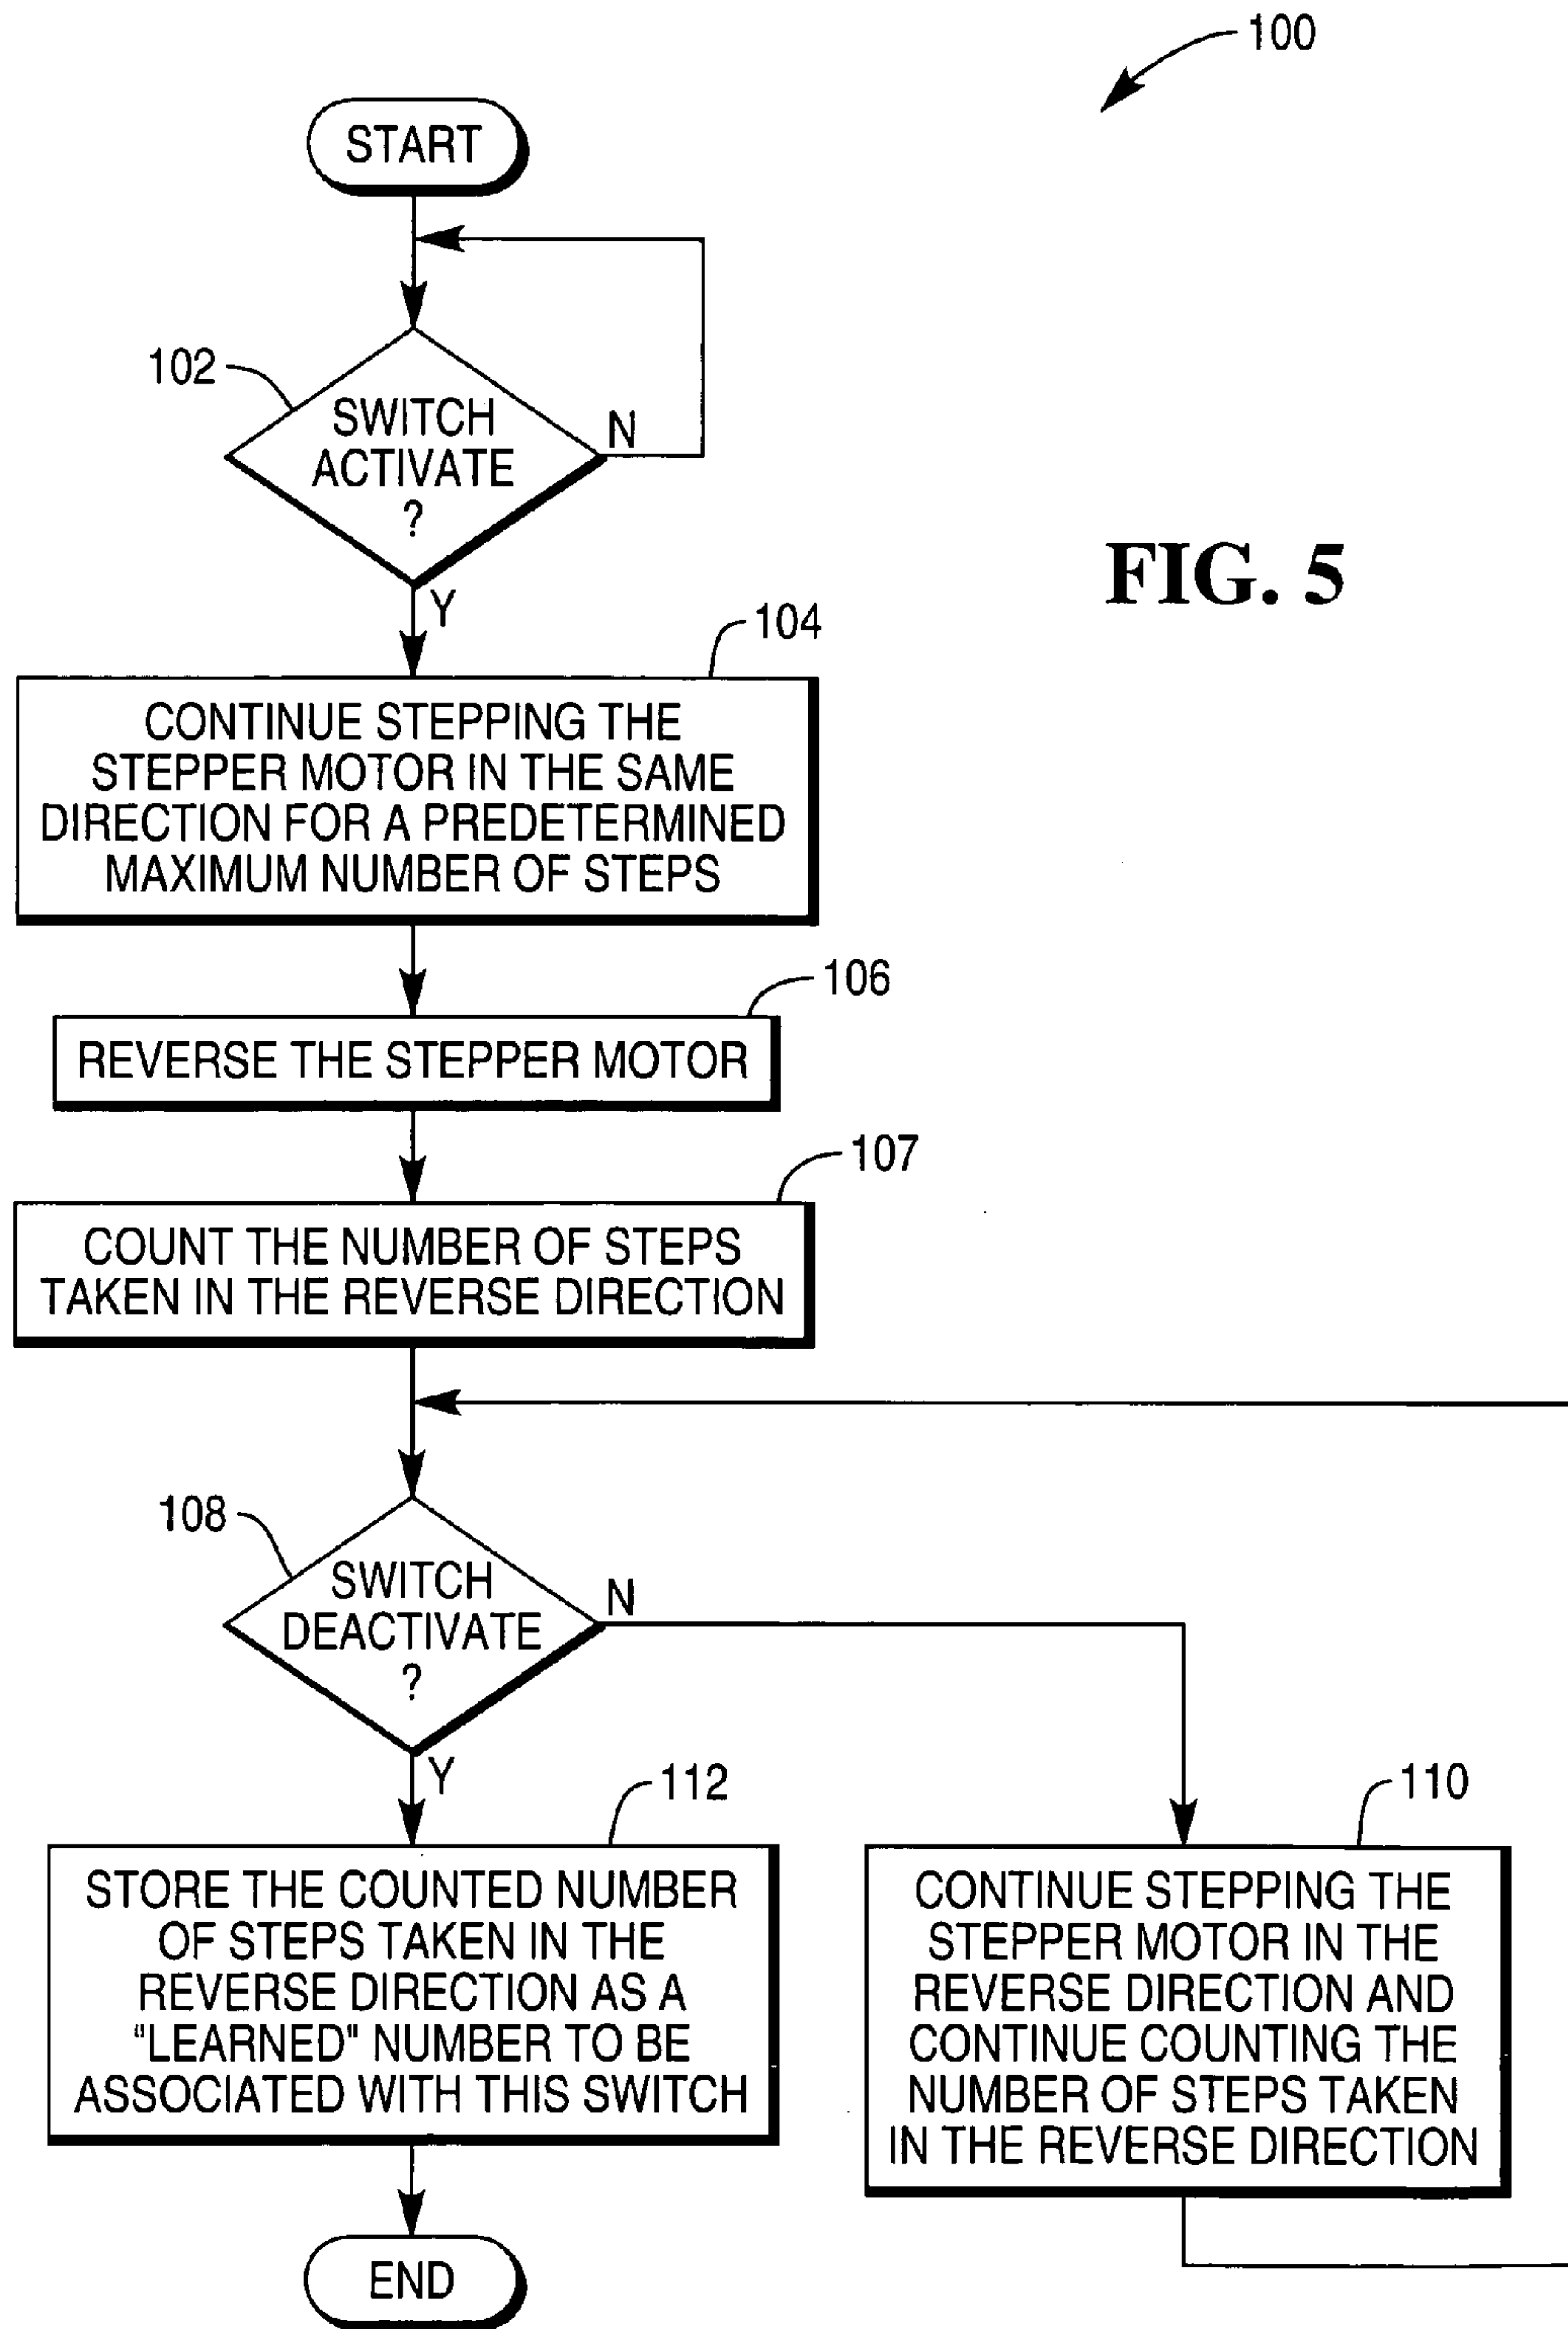 100
START
102
SWITCH
ACTIVATE
?
N
Y
FIG. 5
104
CONTINUE STEPPING THE
STEPPER MOTOR IN THE SAME
DIRECTION FOR A PREDETERMINED
MAXIMUM NUMBER OF STEPS
106
REVERSE THE STEPPER MOTOR
107
COUNT THE NUMBER OF STEPS
TAKEN IN THE REVERSE DIRECTION
108
SWITCH
DEACTIVATE
?
N
Y
112
STORE THE COUNTED NUMBER
OF STEPS TAKEN IN THE
REVERSE DIRECTION AS A
"LEARNED" NUMBER TO BE
ASSOCIATED WITH THIS SWITCH
110
CONTINUE STEPPING THE
STEPPER MOTOR IN THE
REVERSE DIRECTION AND
CONTINUE COUNTING THE
NUMBER OF STEPS TAKEN
IN THE REVERSE DIRECTION
END